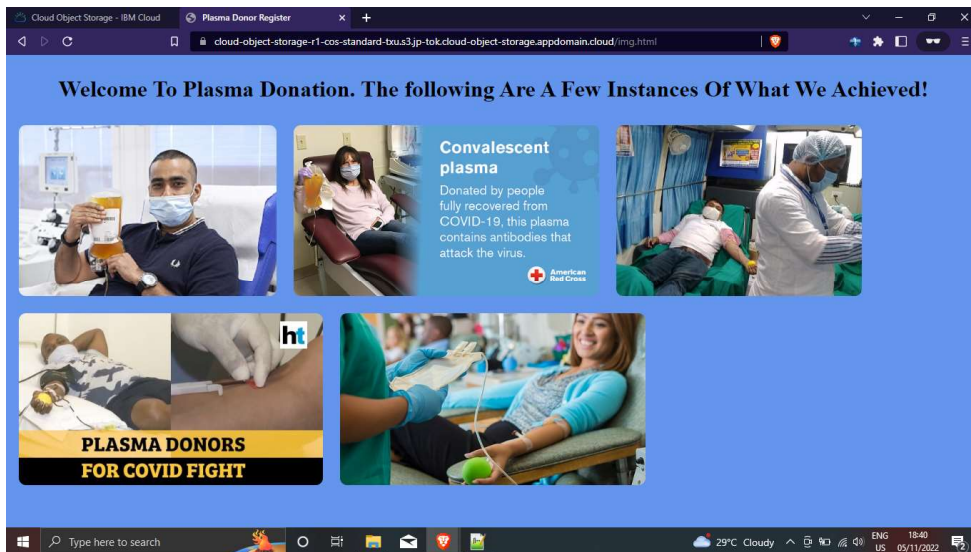 Cloud Object Storage - IBM Cloud
Plasma Donor Register
cloud-object-storage-r1-cos-standard-txu.s3.jp-tok.cloud-object-storage.appdomain.cloud/img.html
Welcome To Plasma Donation. The following Are A Few Instances Of What We Achieved!
Convalescent
plasma
Donated by people
fully recovered from
COVID-19, this plasma
contains antibodies that
attack the virus.
American
Red Cross
ht
PLASMA DONORS
FOR COVID FIGHT
Type here to search
29°C Cloudy
ENG
US
18:40
05/11/2022
2